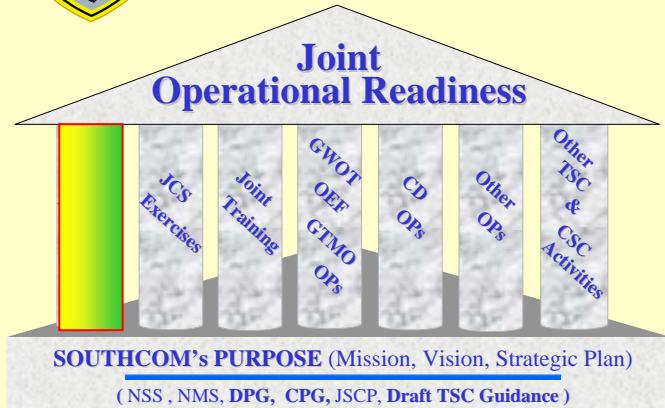 Joint
Operational Readiness
JCS
Exercises
Joint
Training
GWOT
OEF
GTMO
OPs
CD
OPs
Other
OPs
Other
TSC
&
CSC
Activities
SOUTHCOM's PURPOSE (Mission, Vision, Strategic Plan)
( NSS , NMS, DPG, CPG, JSCP, Draft TSC Guidance )